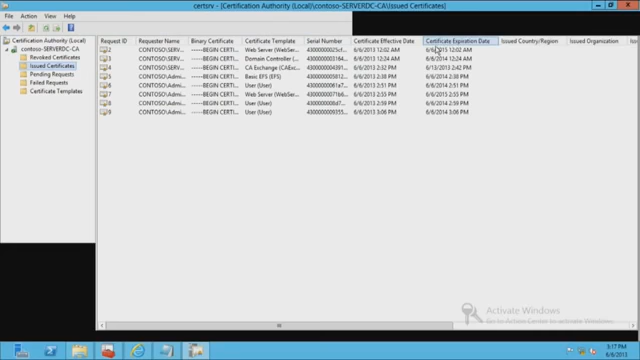 certsrv - [Certification Authority (Local)\contoso-SERVERDC-CA\Issued Certificates]
File Action View Help
Certification Authority (Local)
contoso-SERVERDC-CA
Revoked Certificates
Issued Certificates
Pending Requests
Failed Requests
Certificate Templates
Request ID Requester Name Binary Certificate Certificate Template Serial Number Certificate Effective Date Certificate Expiration Date Issued Country/Region Issued Organization Issue
2 CONTOSO\SERV... -----BEGIN CERTI... Web Server (WebSer... 6/6/2013 12:02 AM 6/6/2015 12:02 AM
3 CONTOSO\SERV... -----BEGIN CERTI... Domain Controller (... 6/6/2013 12:24 AM 6/6/2014 12:24 AM
4 CONTOSO\SERV... -----BEGIN CERTI... CA Exchange (CAExc... 6/6/2013 2:32 PM 6/13/2013 2:42 PM
5 CONTOSO\Admi... -----BEGIN CERTI... Basic EFS (EFS) 6/6/2013 2:38 PM 6/6/2014 2:38 PM
6 CONTOSO\Admi... -----BEGIN CERTI... User (User) 6/6/2013 2:51 PM 6/6/2014 2:51 PM
7 CONTOSO\Admi... -----BEGIN CERTI... Web Server (WebSer... 6/6/2013 2:55 PM 6/6/2015 2:55 PM
8 CONTOSO\Admi... -----BEGIN CERTI... User (User) 6/6/2013 2:59 PM 6/6/2014 2:59 PM
9 CONTOSO\Admi... -----BEGIN CERTI... User (User) 6/6/2013 3:06 PM 6/6/2014 3:06 PM
Activate Windows
Go to Action Center to activate Windows.
5:17 PM
6/6/2013